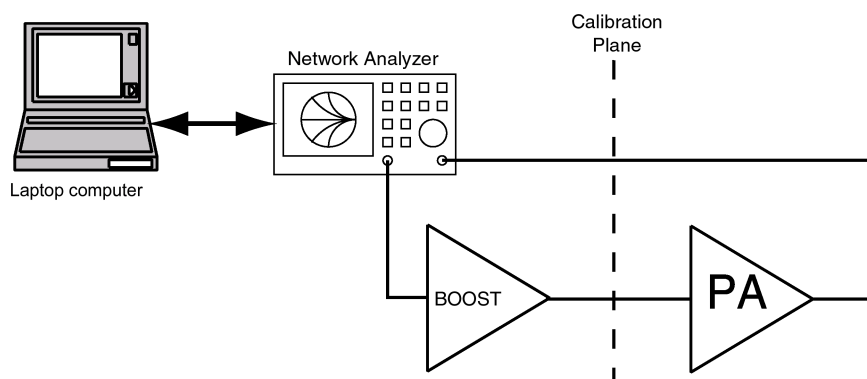 Calibration
Plane
Network Analyzer
Laptop computer
BOOST
PA